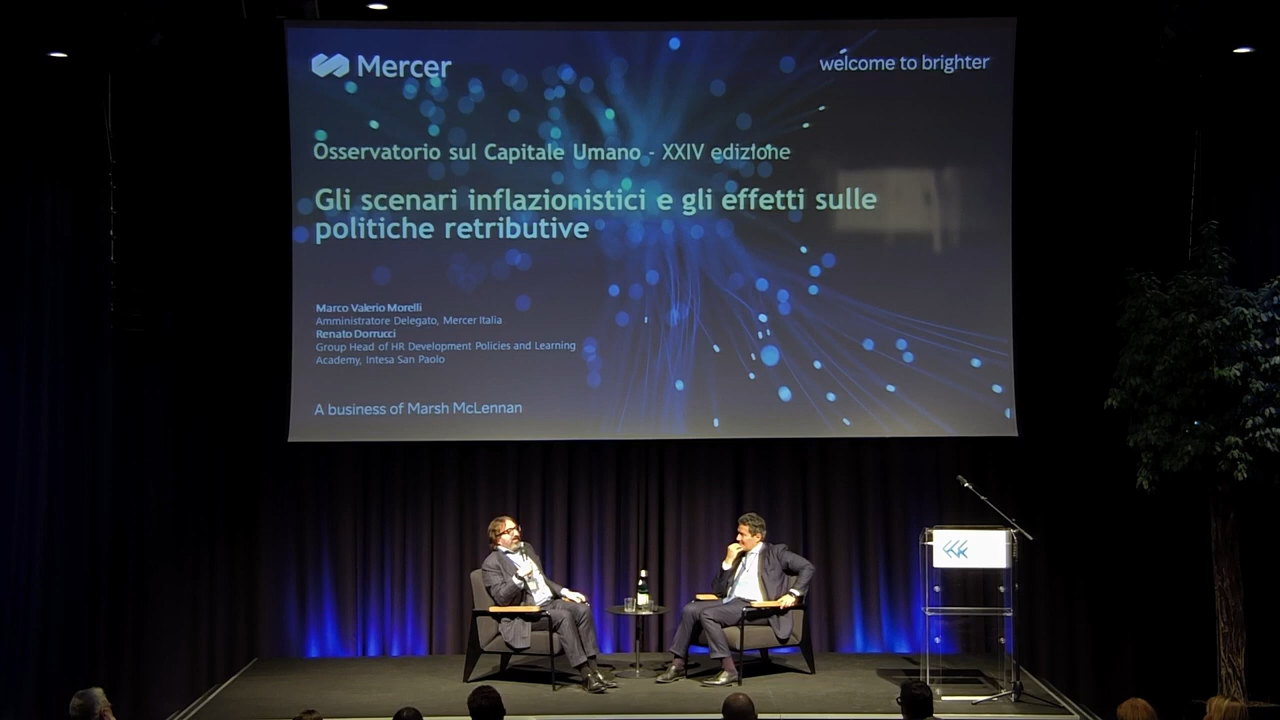 Mercer
welcome to brighter
Osservatorio sul Capitale Umano - XXIV edizione
Gli scenari inflazionistici e gli effetti sulle
politiche retributive
Marco Valerio Morelli
Amministratore Delegato, Mercer Italia
Renato Dorrucci
Group Head of HR Development Policies and Learning
Academy, Intesa San Paolo
A business of Marsh McLennan